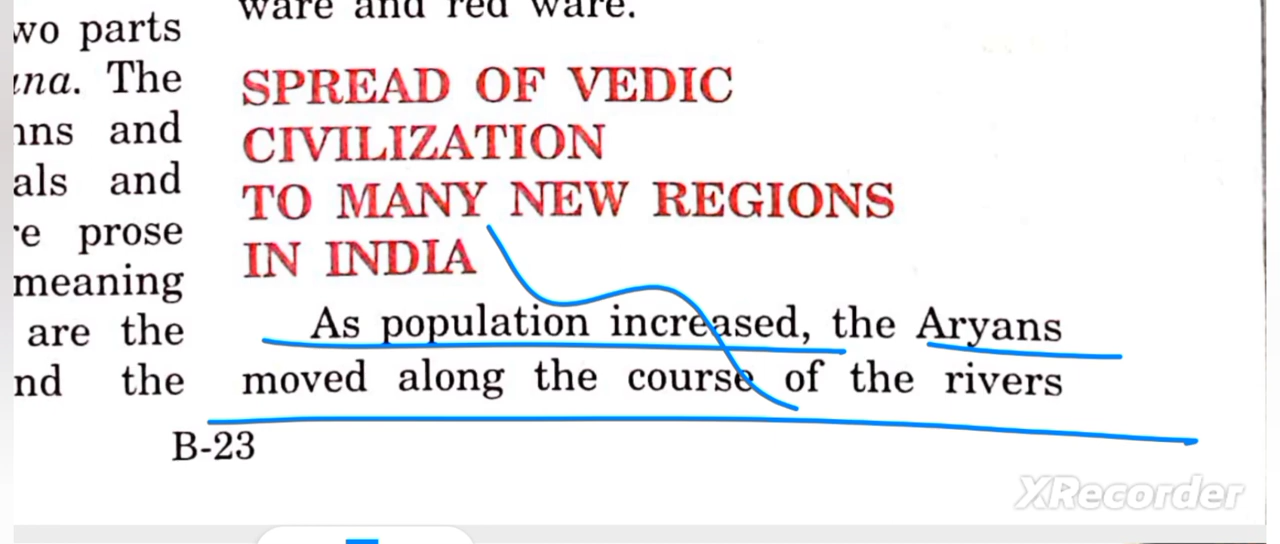 wo parts
na. The
nns and
als and
e prose
meaning
are the
nd the
ware and red ware.
SPREAD OF VEDIC
CIVILIZATION
TO MANY NEW REGIONS
IN INDIA
As population increased, the Aryans
moved along the course of the rivers
B-23
XRecorder